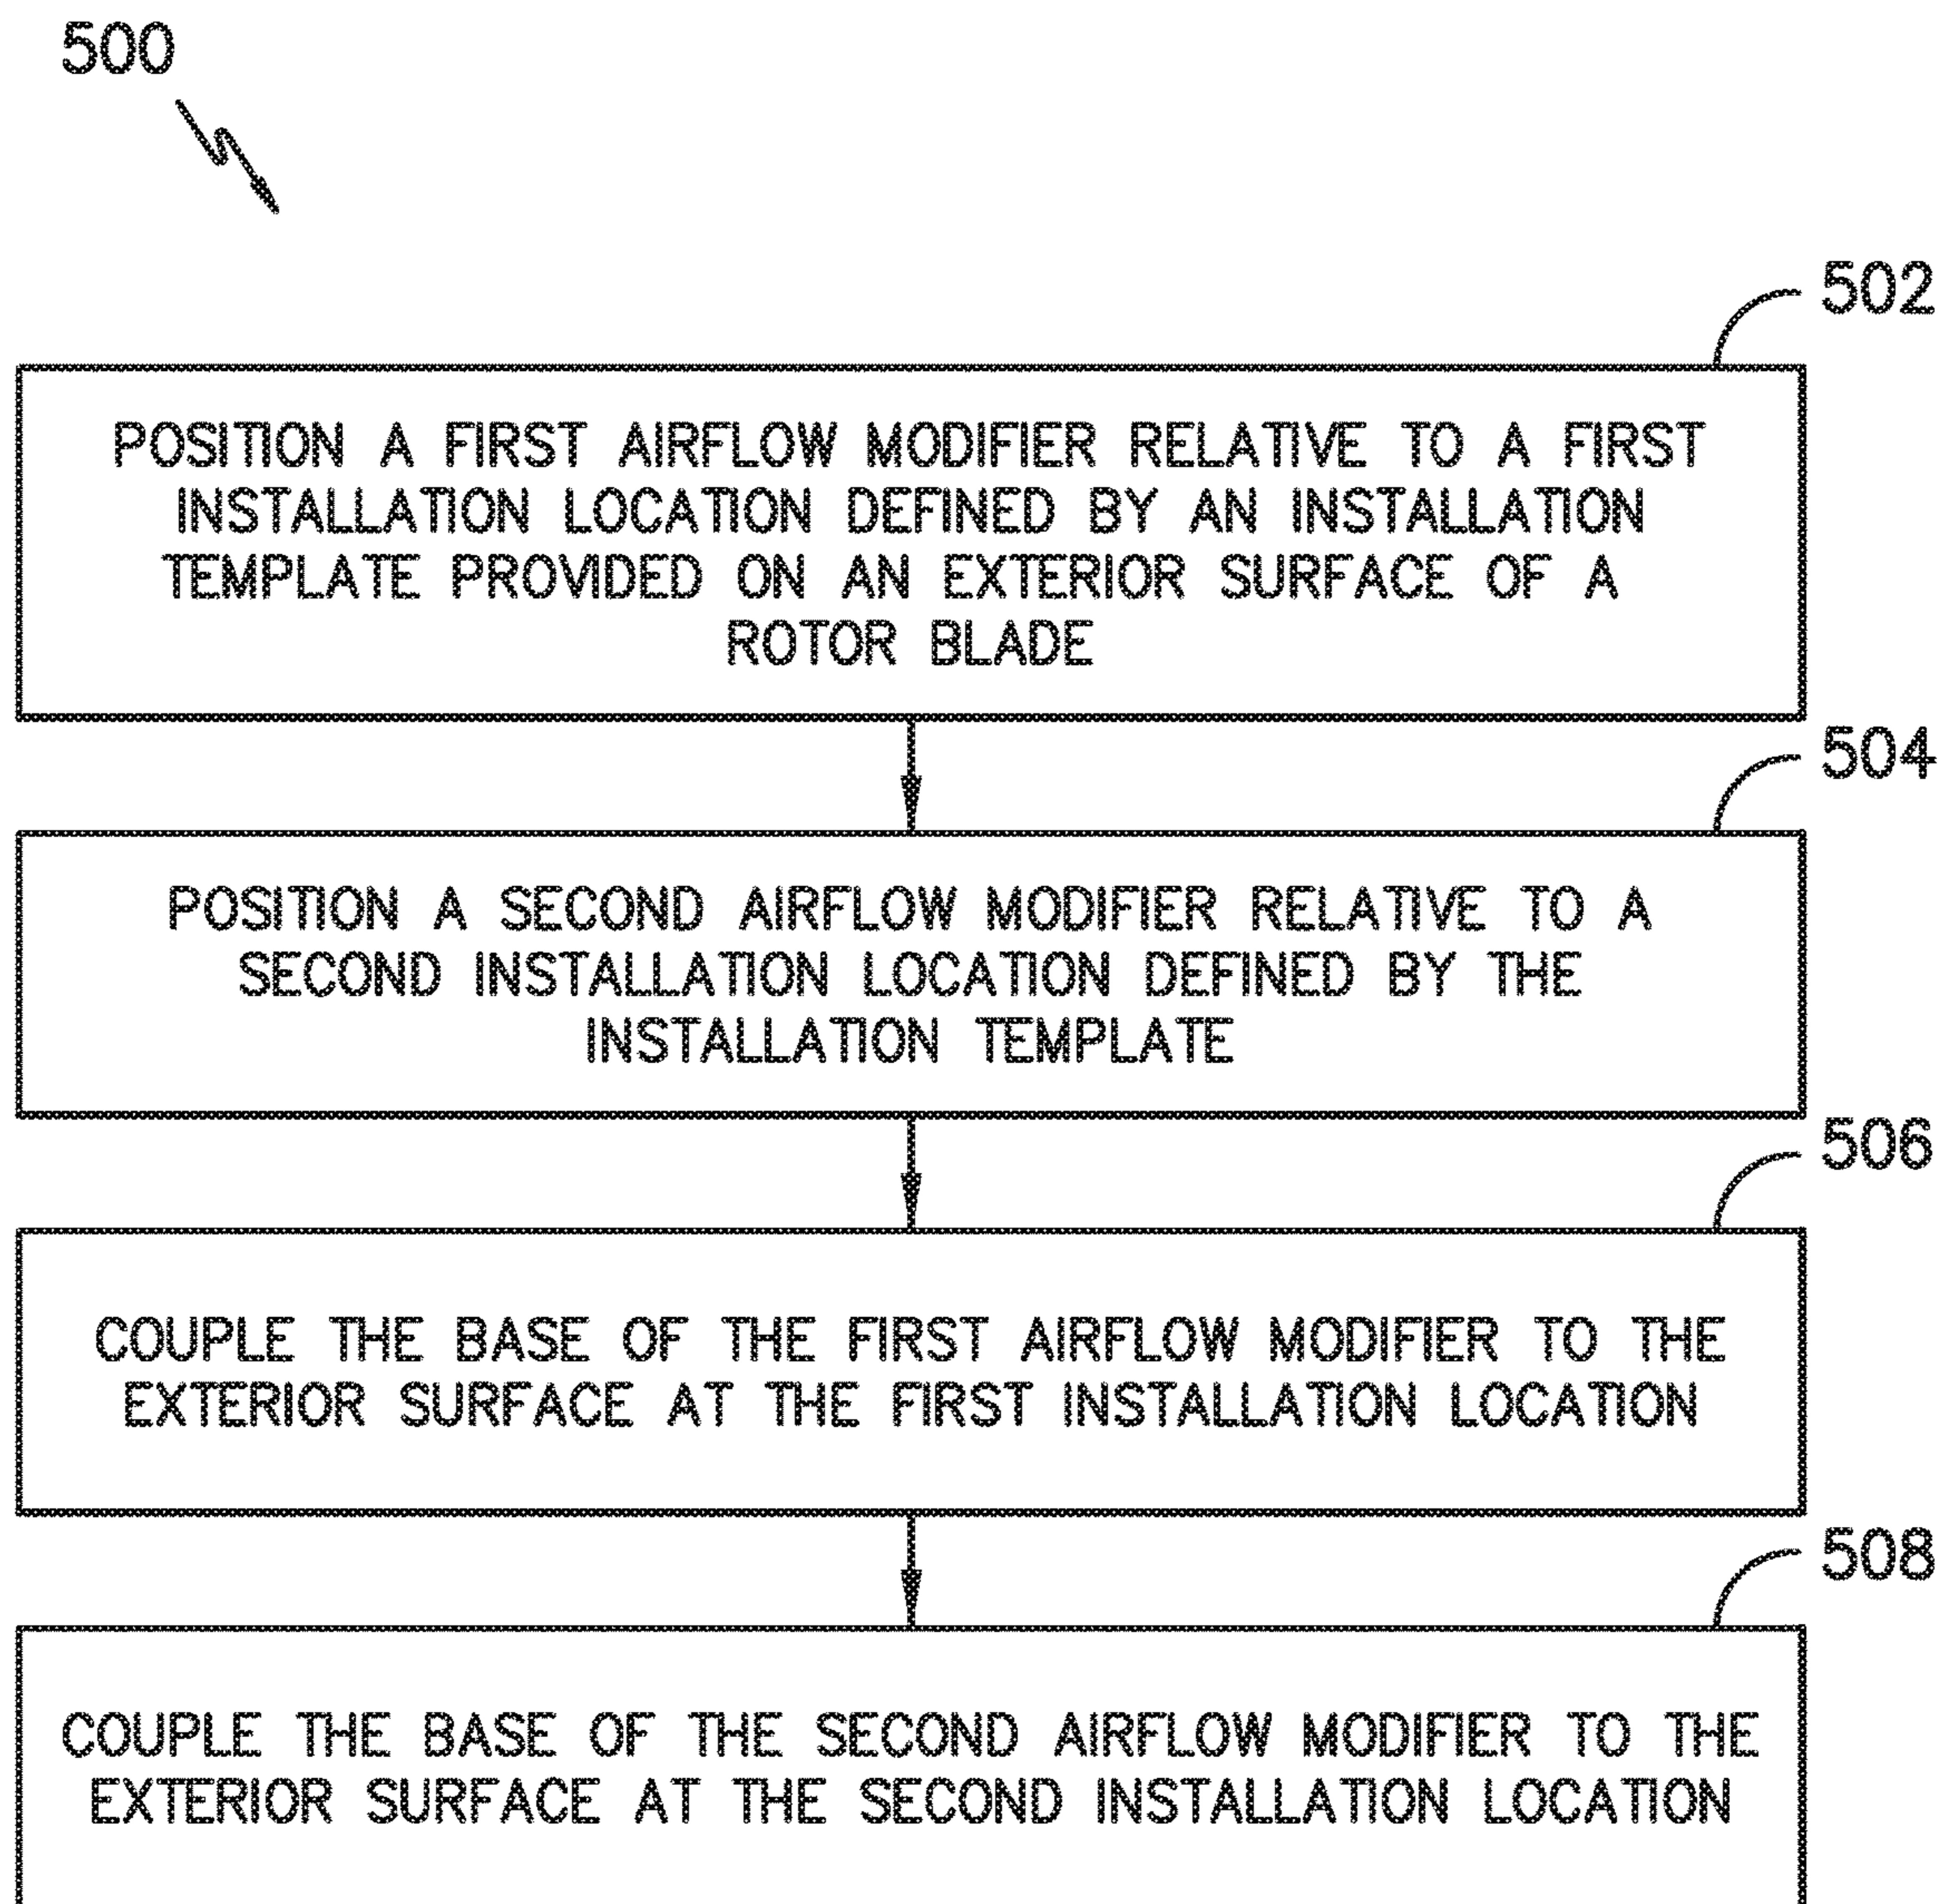 500
502
POSITION A FIRST AIRFLOW MODIFIER RELATIVE TO A FIRST
INSTALLATION LOCATION DEFINED BY AN INSTALLATION
TEMPLATE PROVIDED ON AN EXTERIOR SURFACE OF A
ROTOR BLADE
504
POSITION A SECOND AIRFLOW MODIFIER RELATIVE TO A
SECOND INSTALLATION LOCATION DEFINED BY THE
INSTALLATION TEMPLATE
506
COUPLE THE BASE OF THE FIRST AIRFLOW MODIFIER TO THE
EXTERIOR SURFACE AT THE FIRST INSTALLATION LOCATION
508
COUPLE THE BASE OF THE SECOND AIRFLOW MODIFIER TO THE
EXTERIOR SURFACE AT THE SECOND INSTALLATION LOCATION